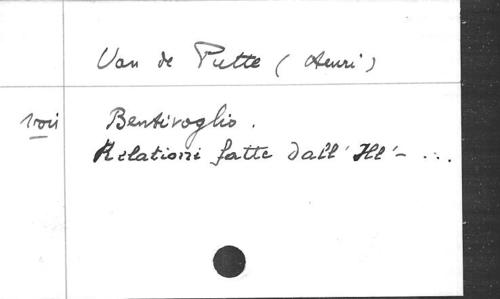 Van de Putte (Henri)
voir Bentivoglio.
Relationi fatte dall' Ill'- ...